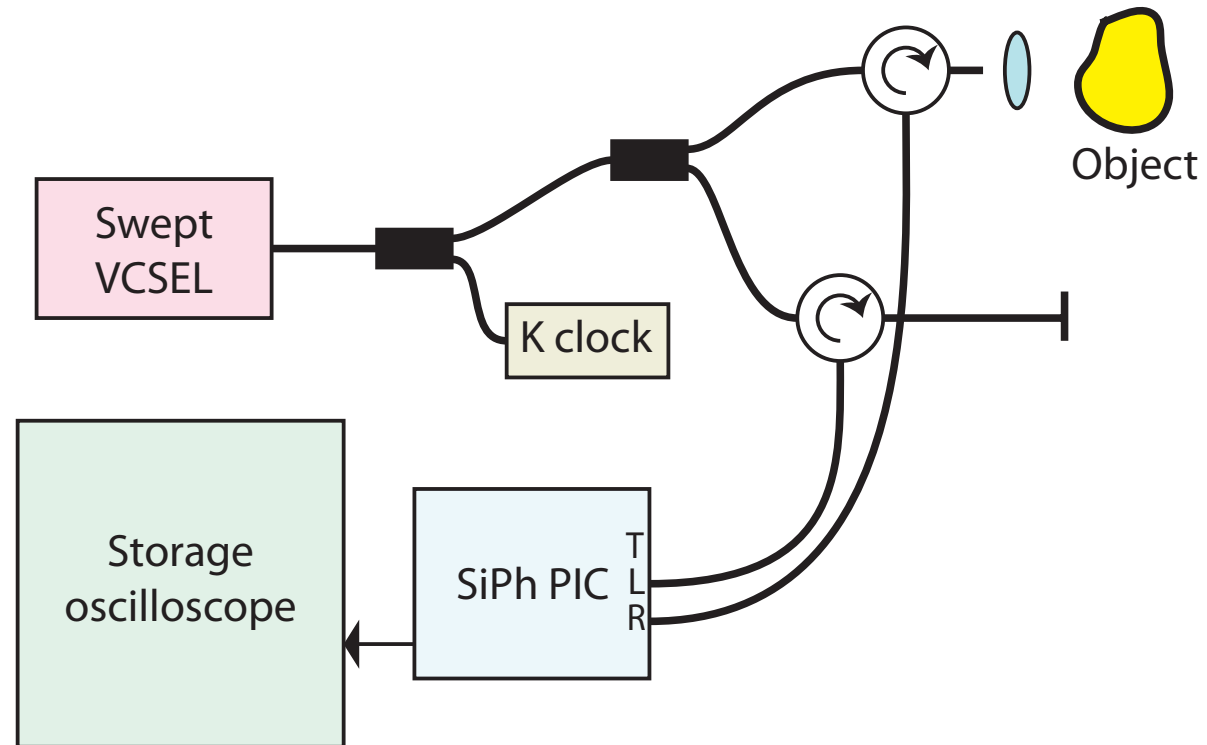 Object
Swept
VCSEL
K clock
Storage
oscilloscope
SiPh PIC
T
L
R